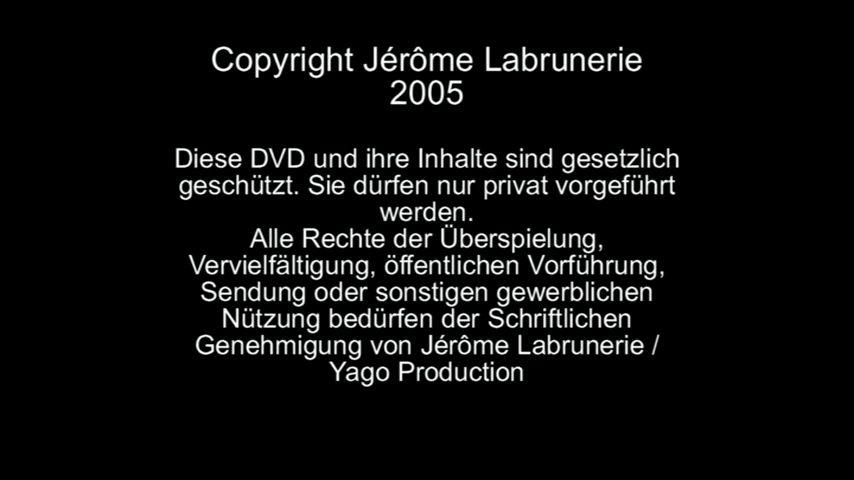 Copyright Jérôme Labrunerie
2005
Diese DVD und ihre Inhalte sind gesetzlich
geschützt. Sie dürfen nur privat vorgeführt
werden.
Alle Rechte der Überspielung,
Vervielfältigung, öffentlichen Vorführung,
Sendung oder sonstigen gewerblichen
Nützung bedürfen der Schriftlichen
Genehmigung von Jérôme Labrunerie /
Yago Production